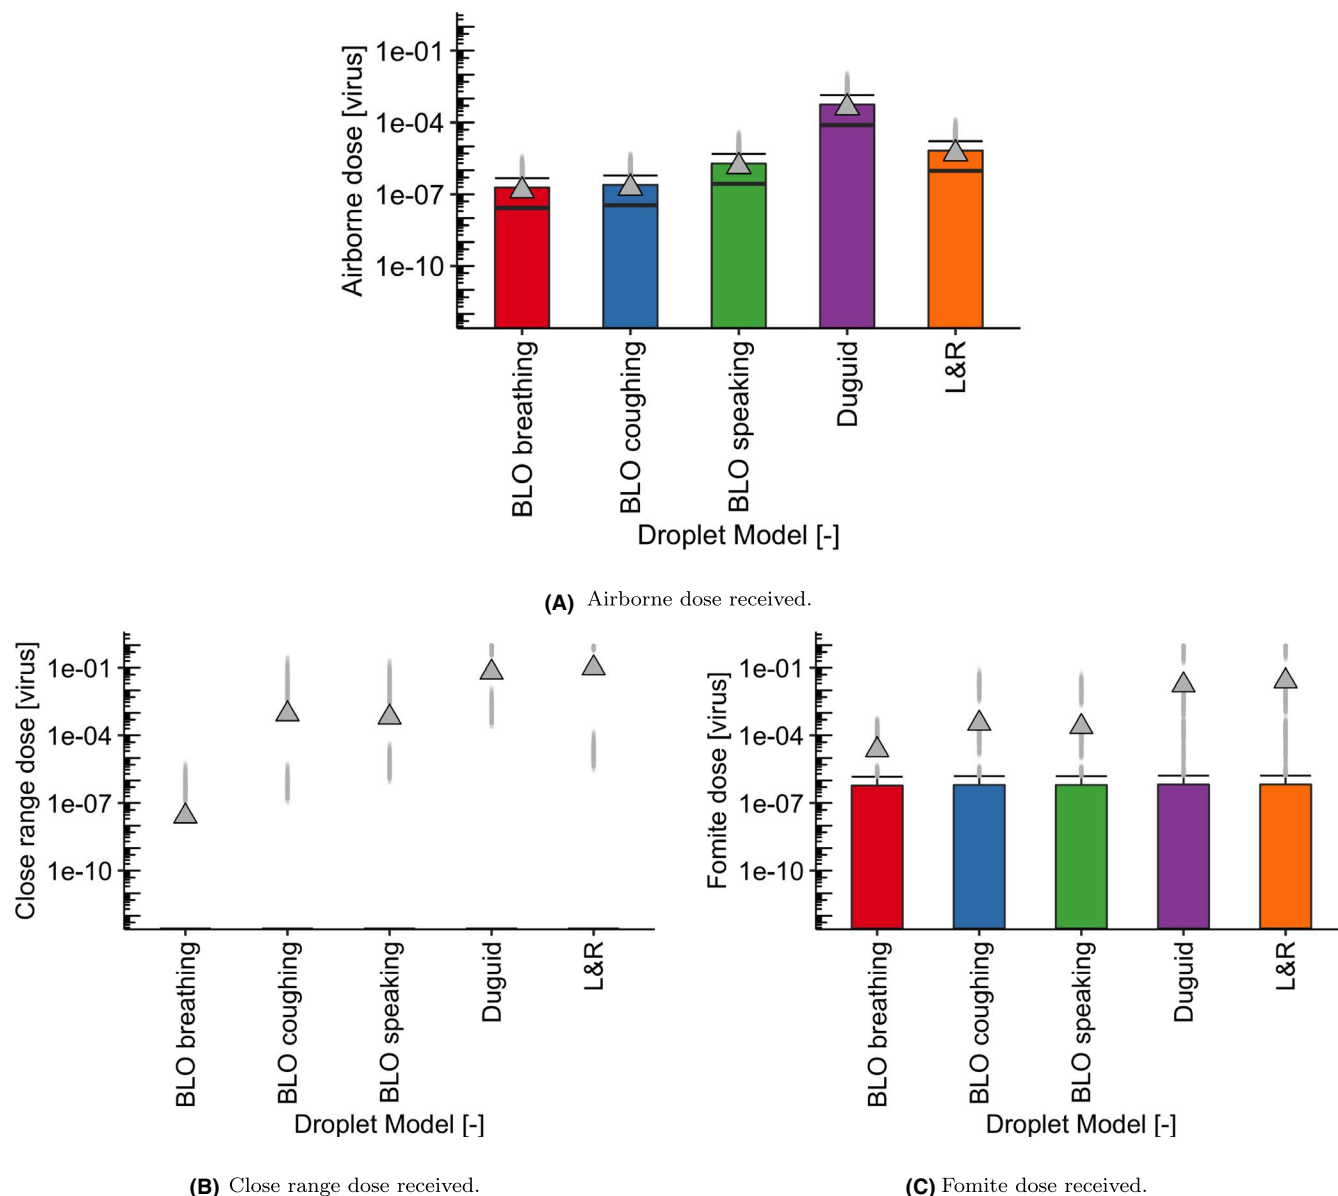 Airborne dose [virus]
1e-01
1e-04
1e-07
1e-10
BLO breathing
BLO coughing
BLO speaking
Duguid
L&R
Droplet Model [-]
(A) Airborne dose received.
Close range dose [virus]
1e-01
1e-04
1e-07
1e-10
BLO breathing
BLO coughing
BLO speaking
Duguid
L&R
Droplet Model [-]
(B) Close range dose received.
Fomite dose [virus]
1e-01
1e-04
1e-07
1e-10
BLO breathing
BLO coughing
BLO speaking
Duguid
L&R
Droplet Model [-]
(C) Fomite dose received.